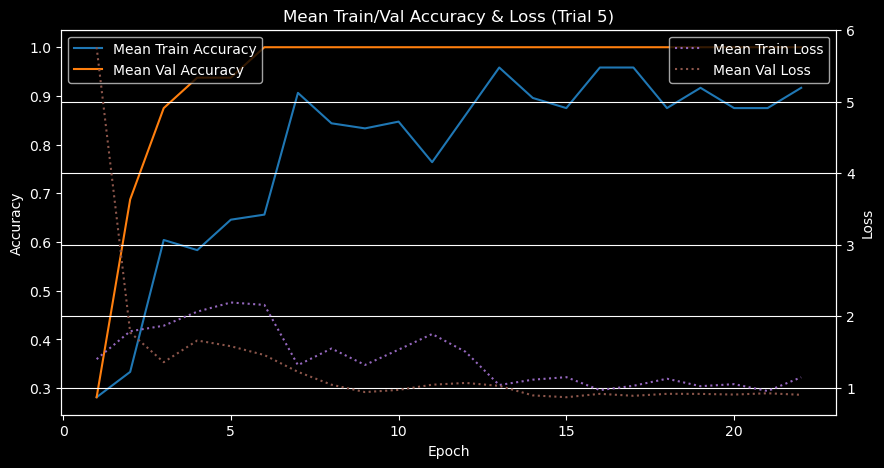 Mean Train/Val Accuracy & Loss (Trial 5)
Mean Train Accuracy
Mean Val Accuracy
Mean Train Loss
Mean Val Loss
Accuracy
1.0
0.9
0.8
0.7
0.6
0.5
0.4
0.3
6
5
4
3
2
1
Loss
0
5
10
15
20
Epoch